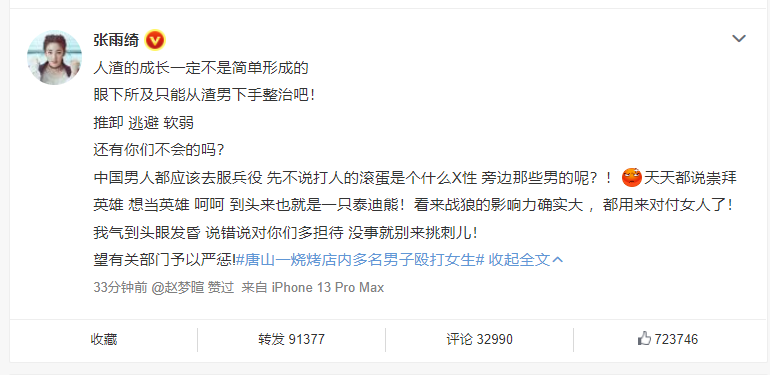 张雨绮
人渣的成长一定不是简单形成的
眼下所及只能从渣男下手整治吧！
推卸 逃避 软弱
还有你们不会的吗？
中国男人都应该去服兵役 先不说打人的滚蛋是个什么X性 旁边那些男的呢？！天天都说崇拜
英雄 想当英雄 呵呵 到头来也就是一只泰迪熊！看来战狼的影响力确实大 ，都用来对付女人了！
我气到头眼发昏 说错说对你们多担待 没事就别来挑刺儿！
望有关部门予以严惩!#唐山一烧烤店内多名男子殴打女生# 收起全文
33分钟前 @赵梦暄 赞过 来自 iPhone 13 Pro Max
收藏 转发 91377 评论 32990 723746